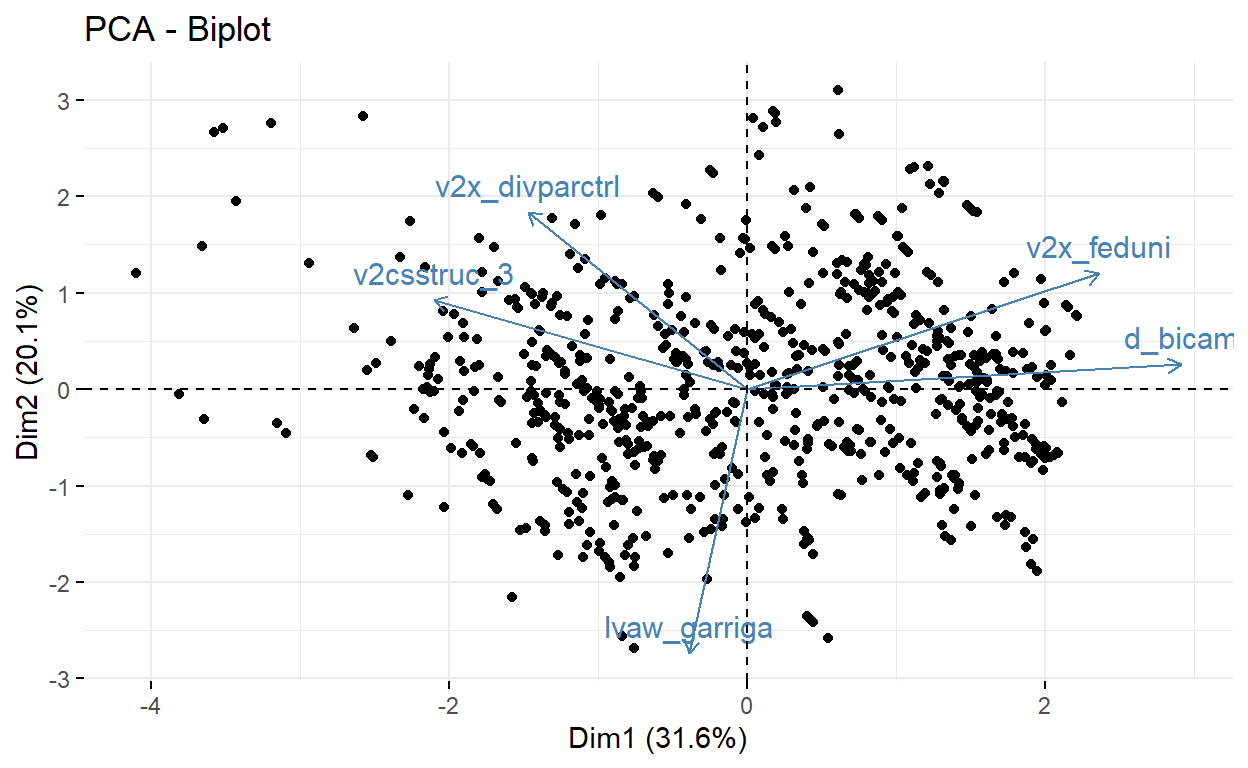 PCA - Biplot
Dim2 (20.1%)
3
2
1
0
-1
-2
-3
v2x_divparctrl
v2csstruc_3
v2x_feduni
d_bicam
lvaw_garriga
-4
-2
0
2
Dim1 (31.6%)